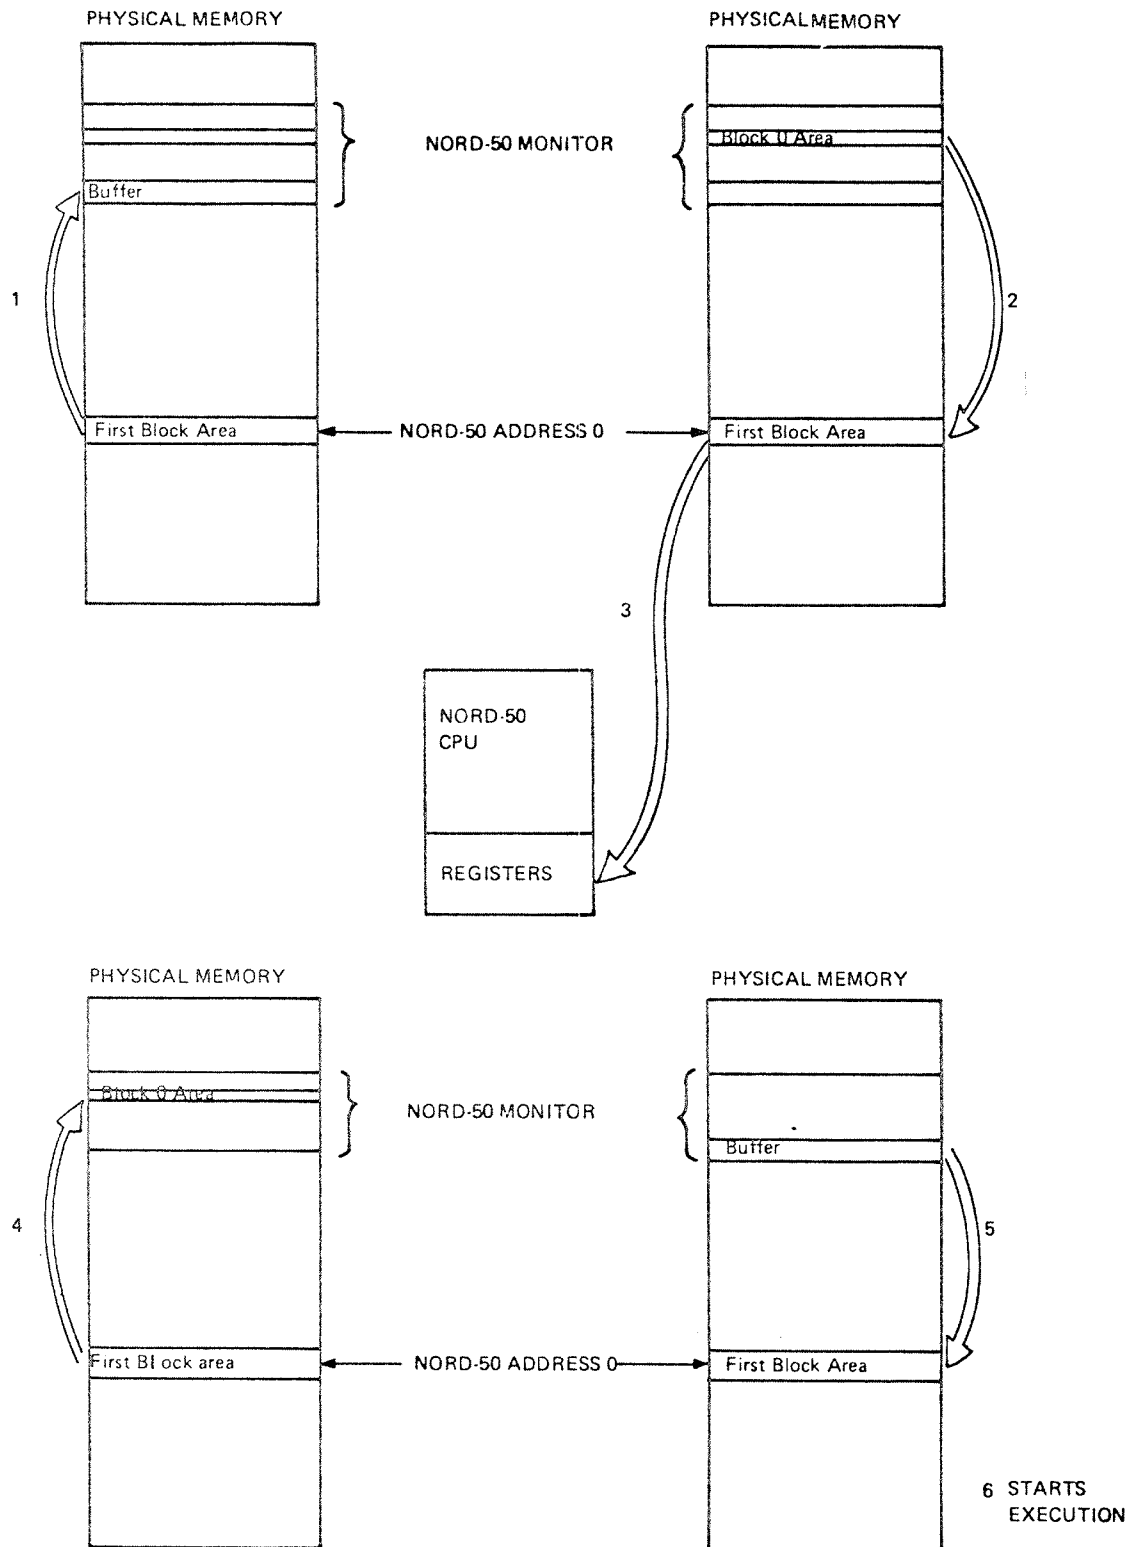 PHYSICAL MEMORY
PHYSICAL MEMORY
NORD-50 MONITOR
Block 0 Area
Buffer
1
2
First Block Area
NORD-50 ADDRESS 0
First Block Area
3
NORD-50
CPU
REGISTERS
PHYSICAL MEMORY
PHYSICAL MEMORY
Block 0 Area
NORD-50 MONITOR
Buffer
4
5
First Block area
NORD-50 ADDRESS 0
First Block Area
6 STARTS
EXECUTION